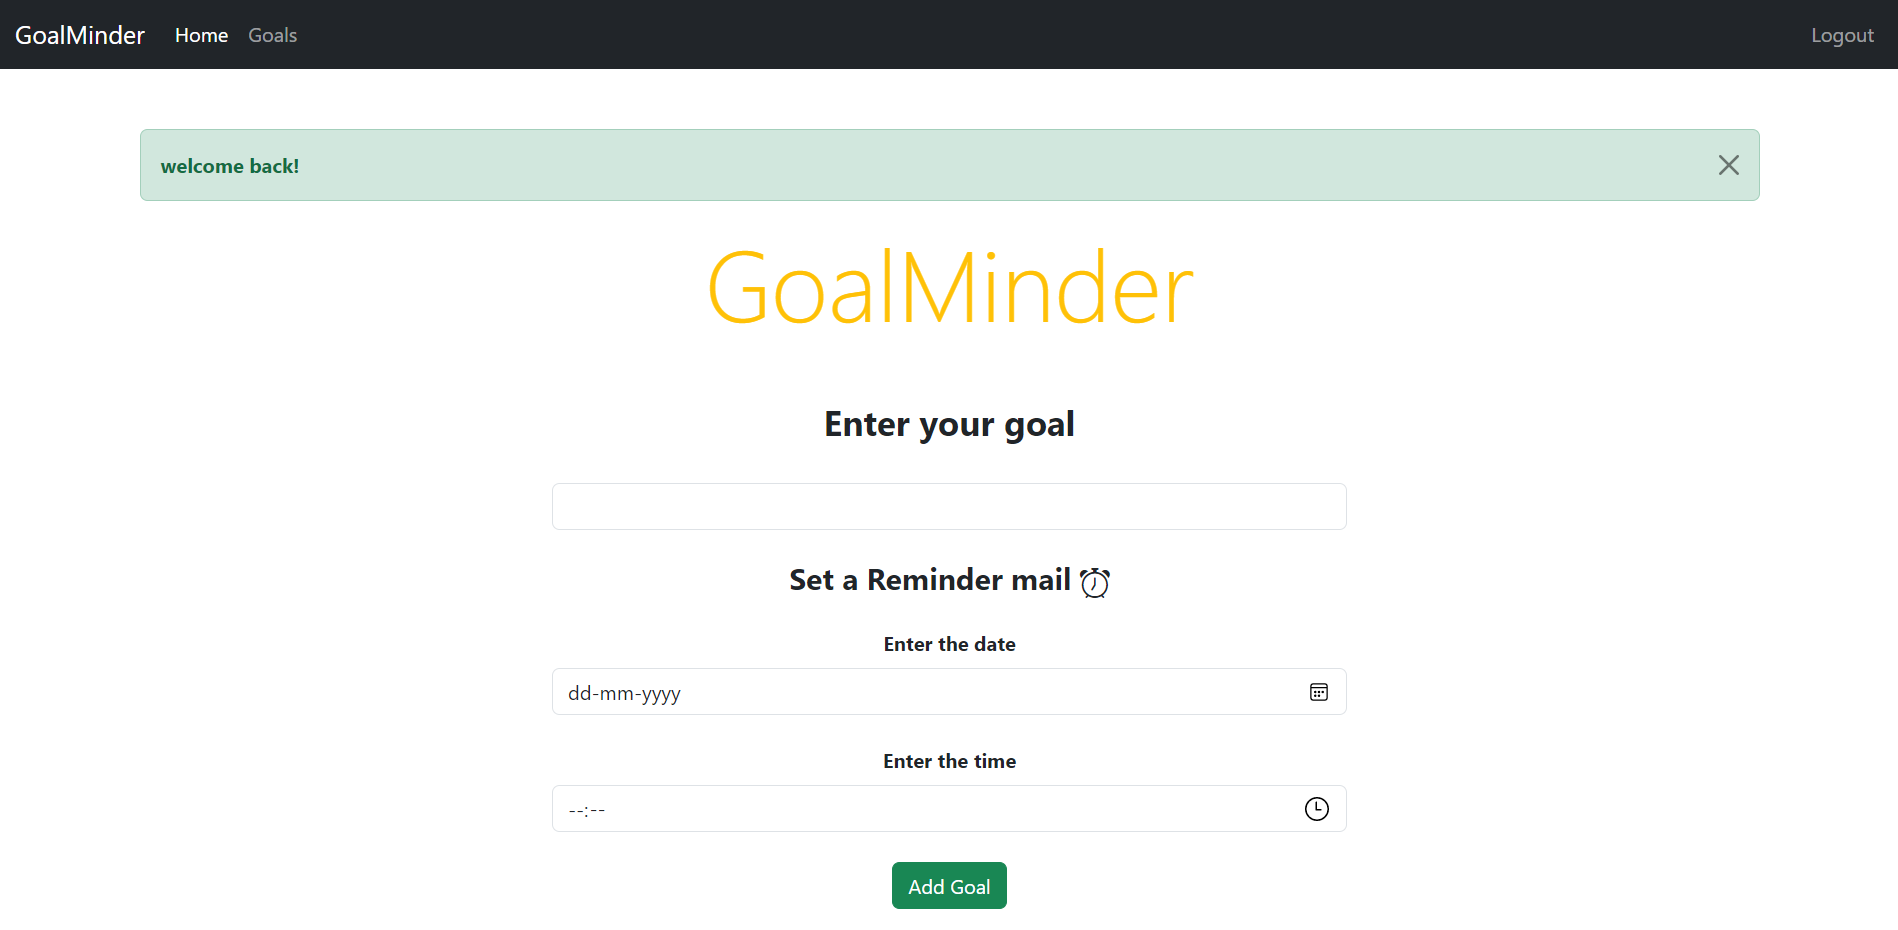 GoalMinder Home Goals Logout
welcome back!
GoalMinder
Enter your goal
Set a Reminder mail
Enter the date
dd-mm-yyyy
Enter the time
--:--
Add Goal